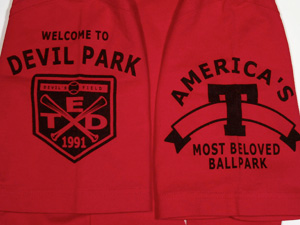 WELCOME TO
DEVIL PARK
DEVIL'S FIELD
E
T D
1991
AMERICA'S
T
MOST BELOVED
BALLPARK